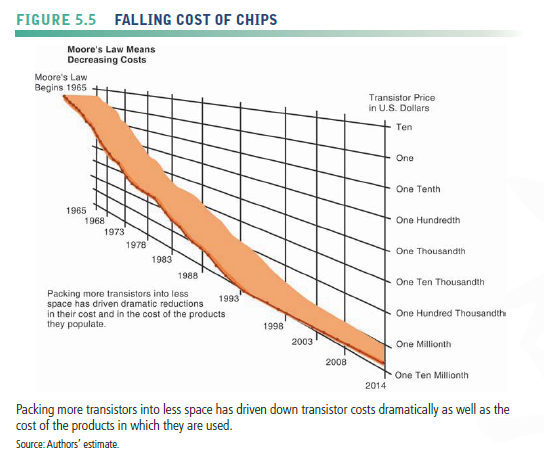 FIGURE 5.5 FALLING COST OF CHIPS
Moore's Law Means
Decreasing Costs
Moore's Law
Begins 1965
Transistor Price
in U.S. Dollars
Ten
One
One Tenth
One Hundredth
One Thousandth
One Ten Thousandth
One Hundred Thousandth
One Millionth
One Ten Millionth
1965
1968
1973
1978
1983
1988
1993
1998
2003
2008
2014
Packing more transistors into less
space has driven dramatic reductions
in their cost and in the cost of the products
they populate.
Packing more transistors into less space has driven down transistor costs dramatically as well as the
cost of the products in which they are used.
Source: Authors' estimate.